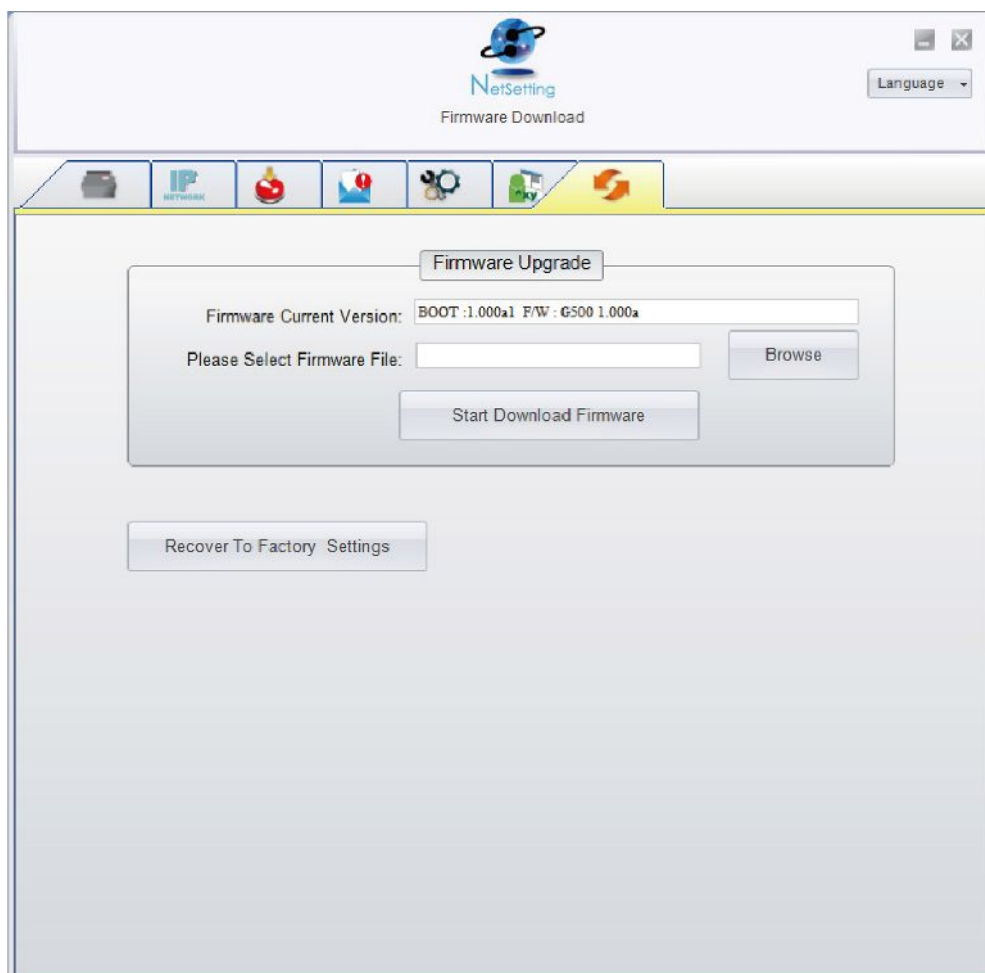 NetSetting
Language
Firmware Download
IP
NETWORK
Firmware Upgrade
Firmware Current Version: BOOT :1.000a1 F/W : G500 1.000a
Please Select Firmware File: Browse
Start Download Firmware
Recover To Factory Settings